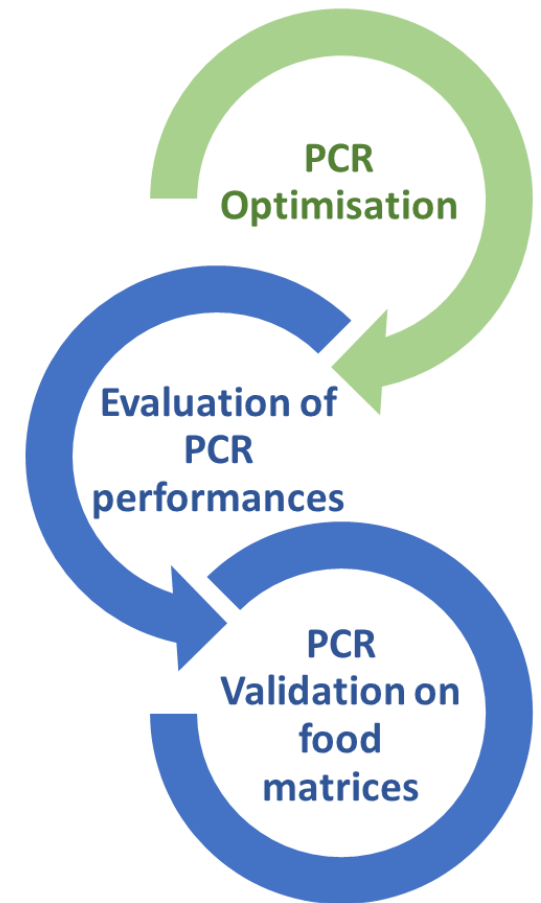 PCR
Optimisation
Evaluation of
PCR
performances
PCR
Validation on
food
matrices